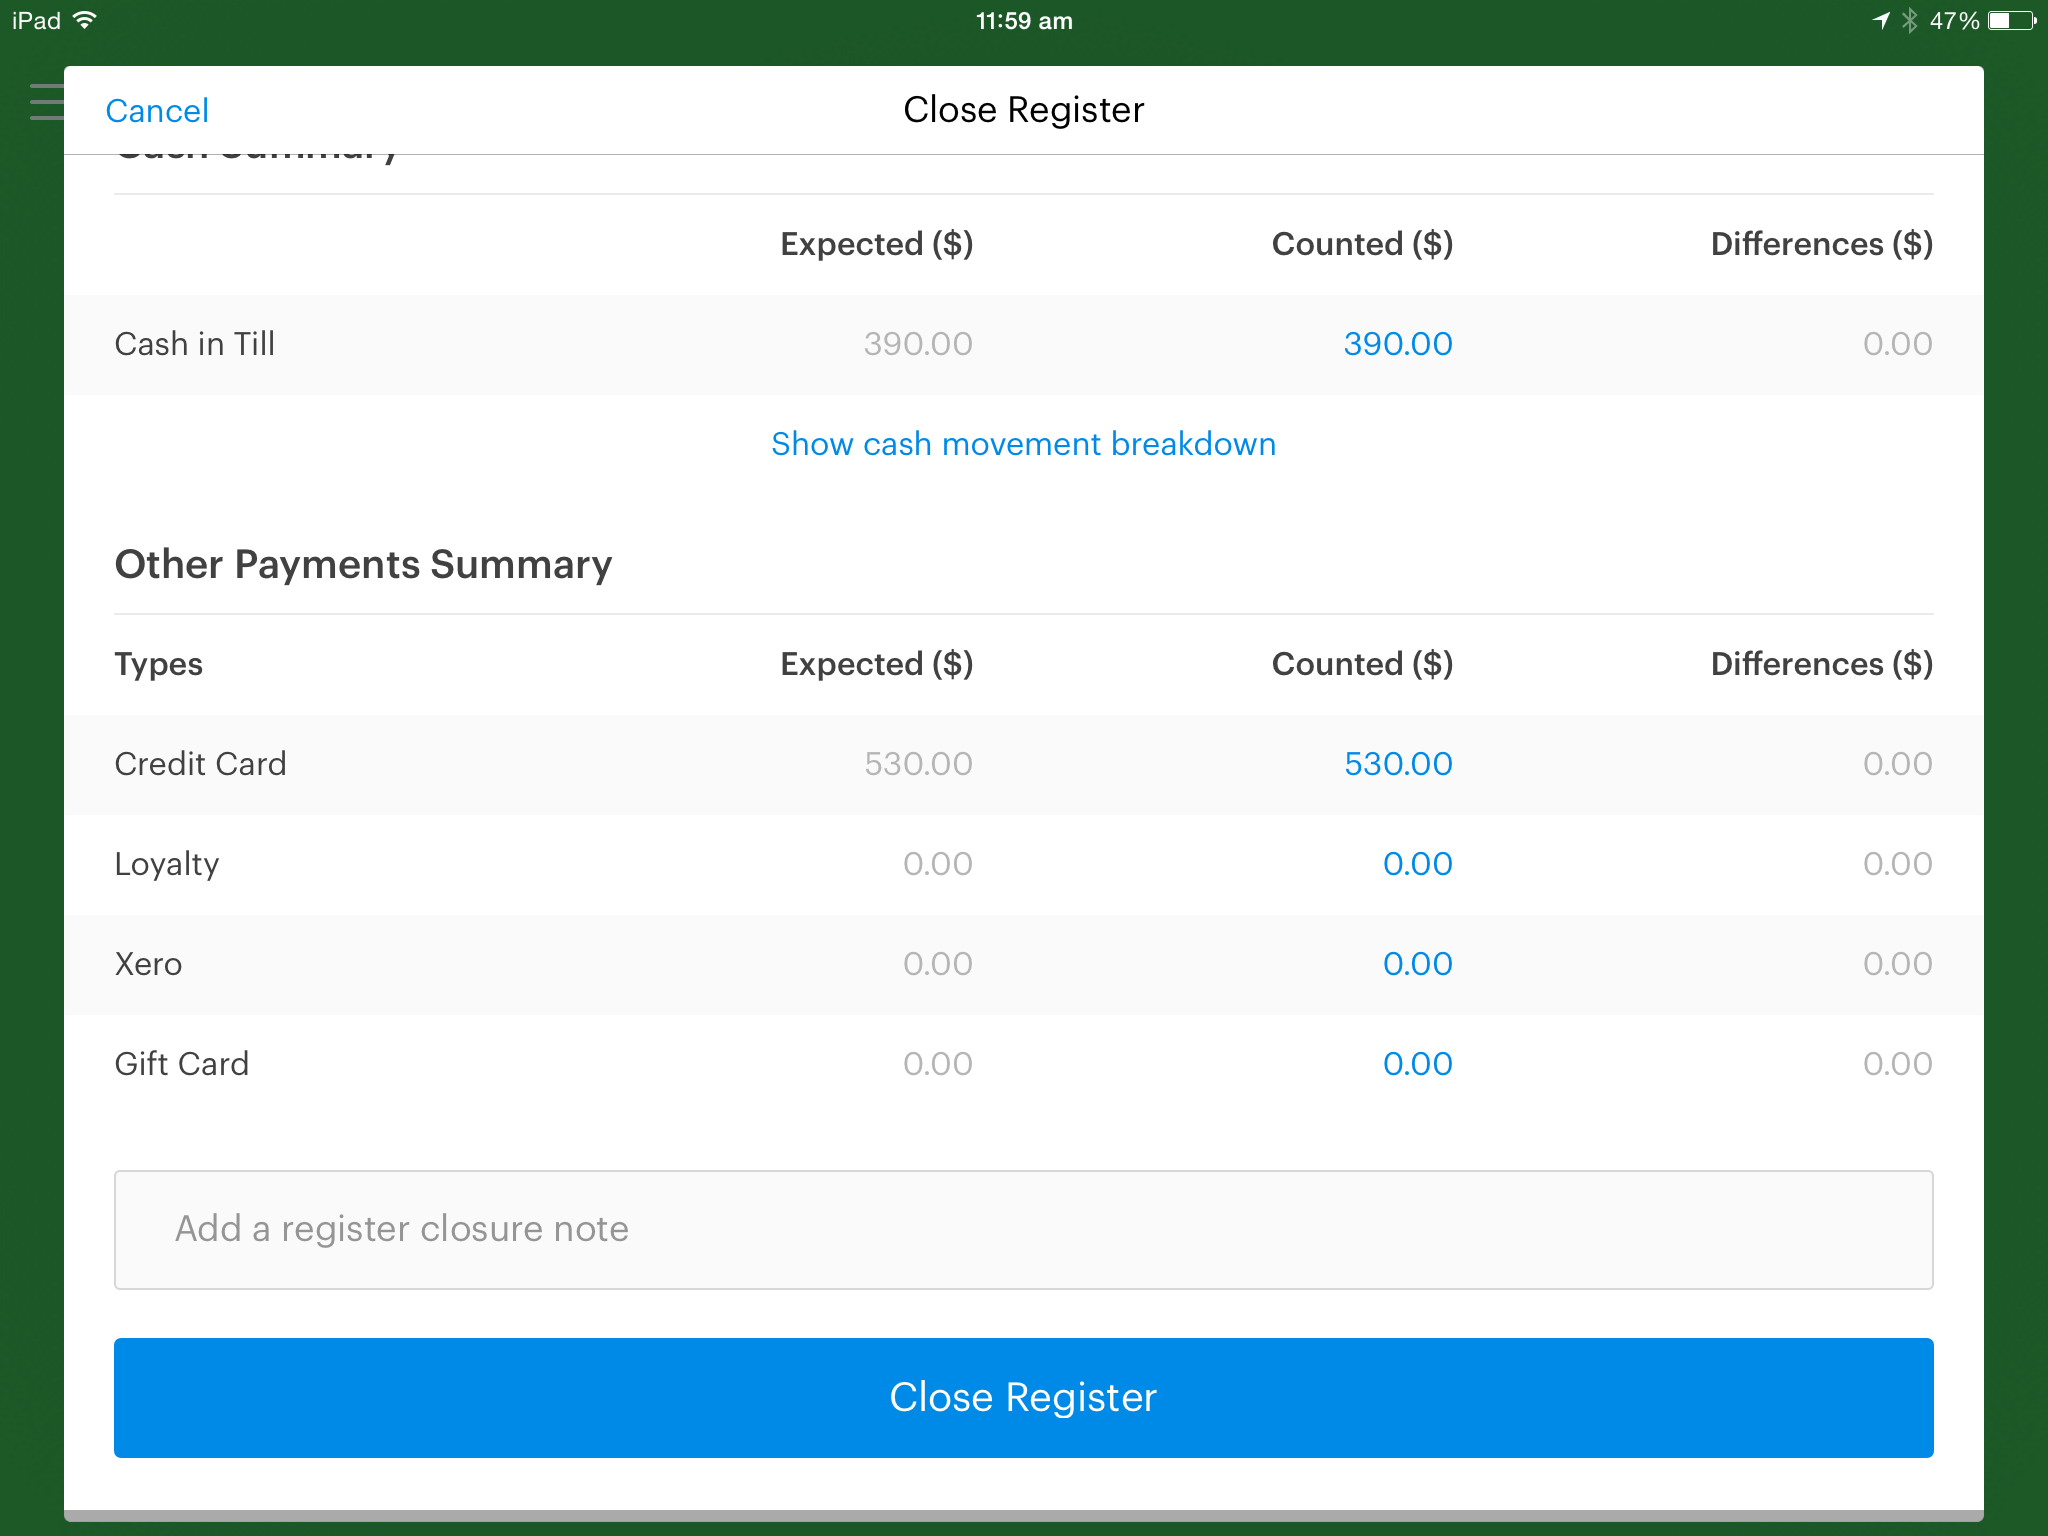 iPad 11:59 am 47%
Cancel Close Register
Cash Summary
Expected ($) Counted ($) Differences ($)
Cash in Till 390.00 390.00 0.00
Show cash movement breakdown
Other Payments Summary
Types Expected ($) Counted ($) Differences ($)
Credit Card 530.00 530.00 0.00
Loyalty 0.00 0.00 0.00
Xero 0.00 0.00 0.00
Gift Card 0.00 0.00 0.00
Add a register closure note
Close Register